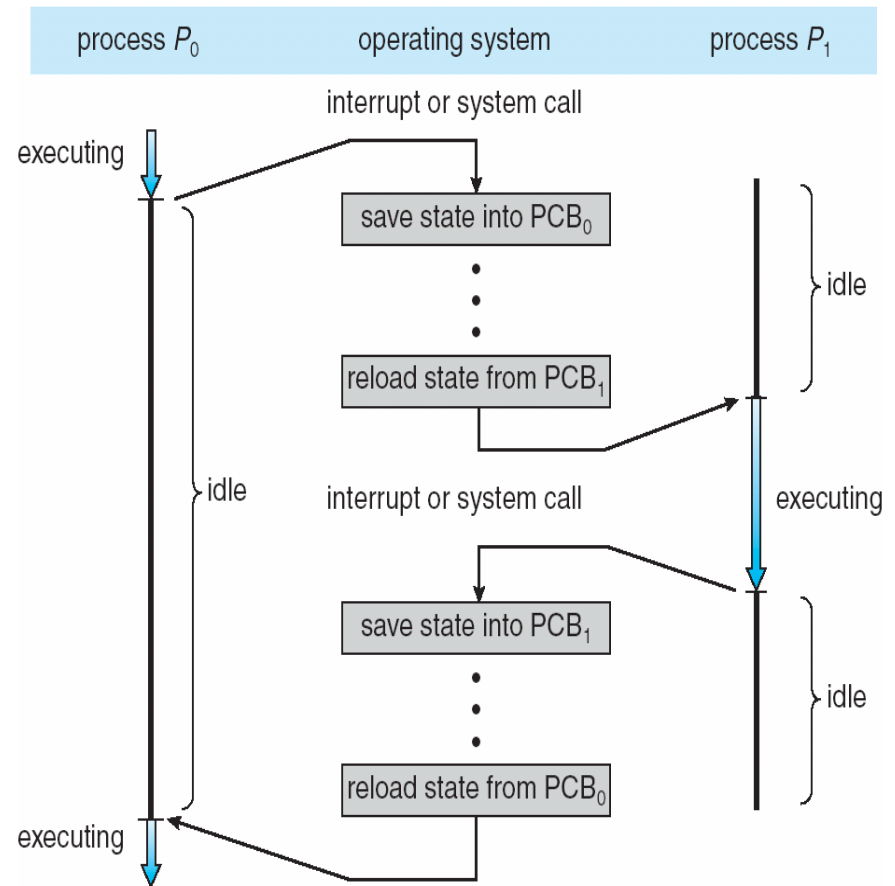 process P₀ operating system process P₁
interrupt or system call
executing
save state into PCB₀
idle
reload state from PCB₁
idle
interrupt or system call
executing
save state into PCB₁
idle
reload state from PCB₀
executing